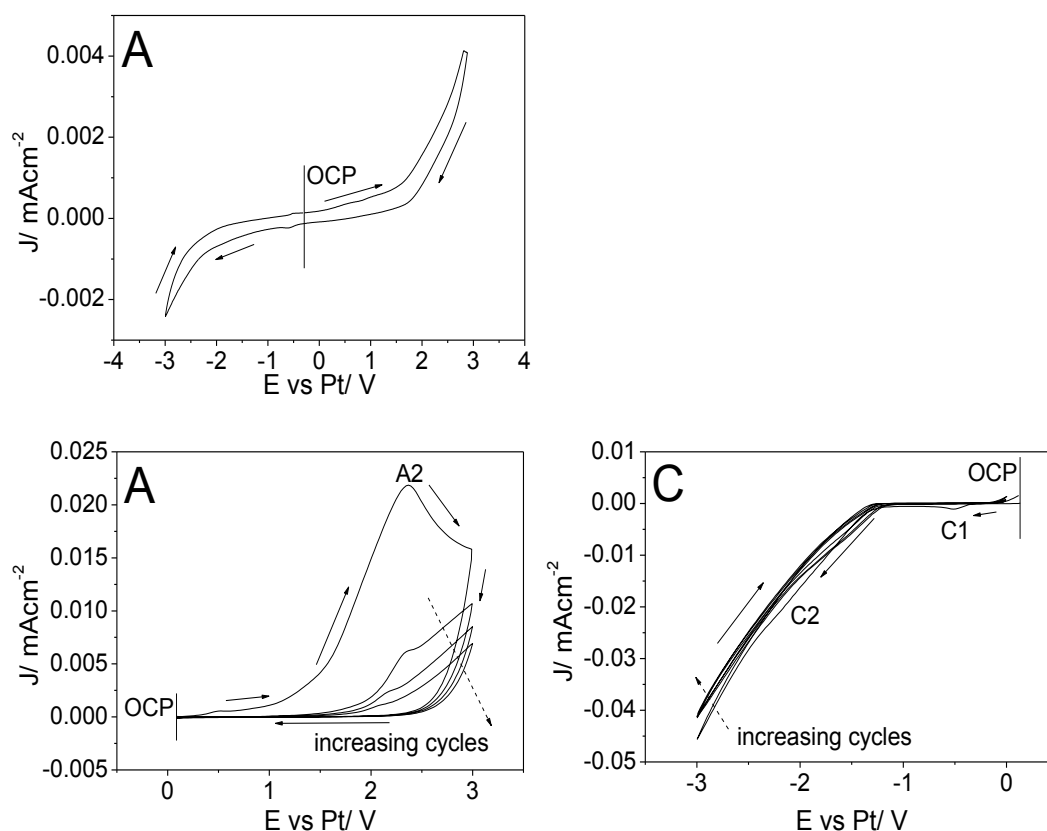 A
0.004
0.002
0.000
-0.002
J/ mAcm-2
OCP
-4 -3 -2 -1 0 1 2 3 4
E vs Pt/ V
A
0.025
0.020
0.015
0.010
0.005
0.000
-0.005
J/ mAcm-2
A2
OCP
increasing cycles
0 1 2 3
E vs Pt/ V
C
0.01
0.00
-0.01
-0.02
-0.03
-0.04
-0.05
J/ mAcm-2
OCP
C1
C2
increasing cycles
-3 -2 -1 0
E vs Pt/ V